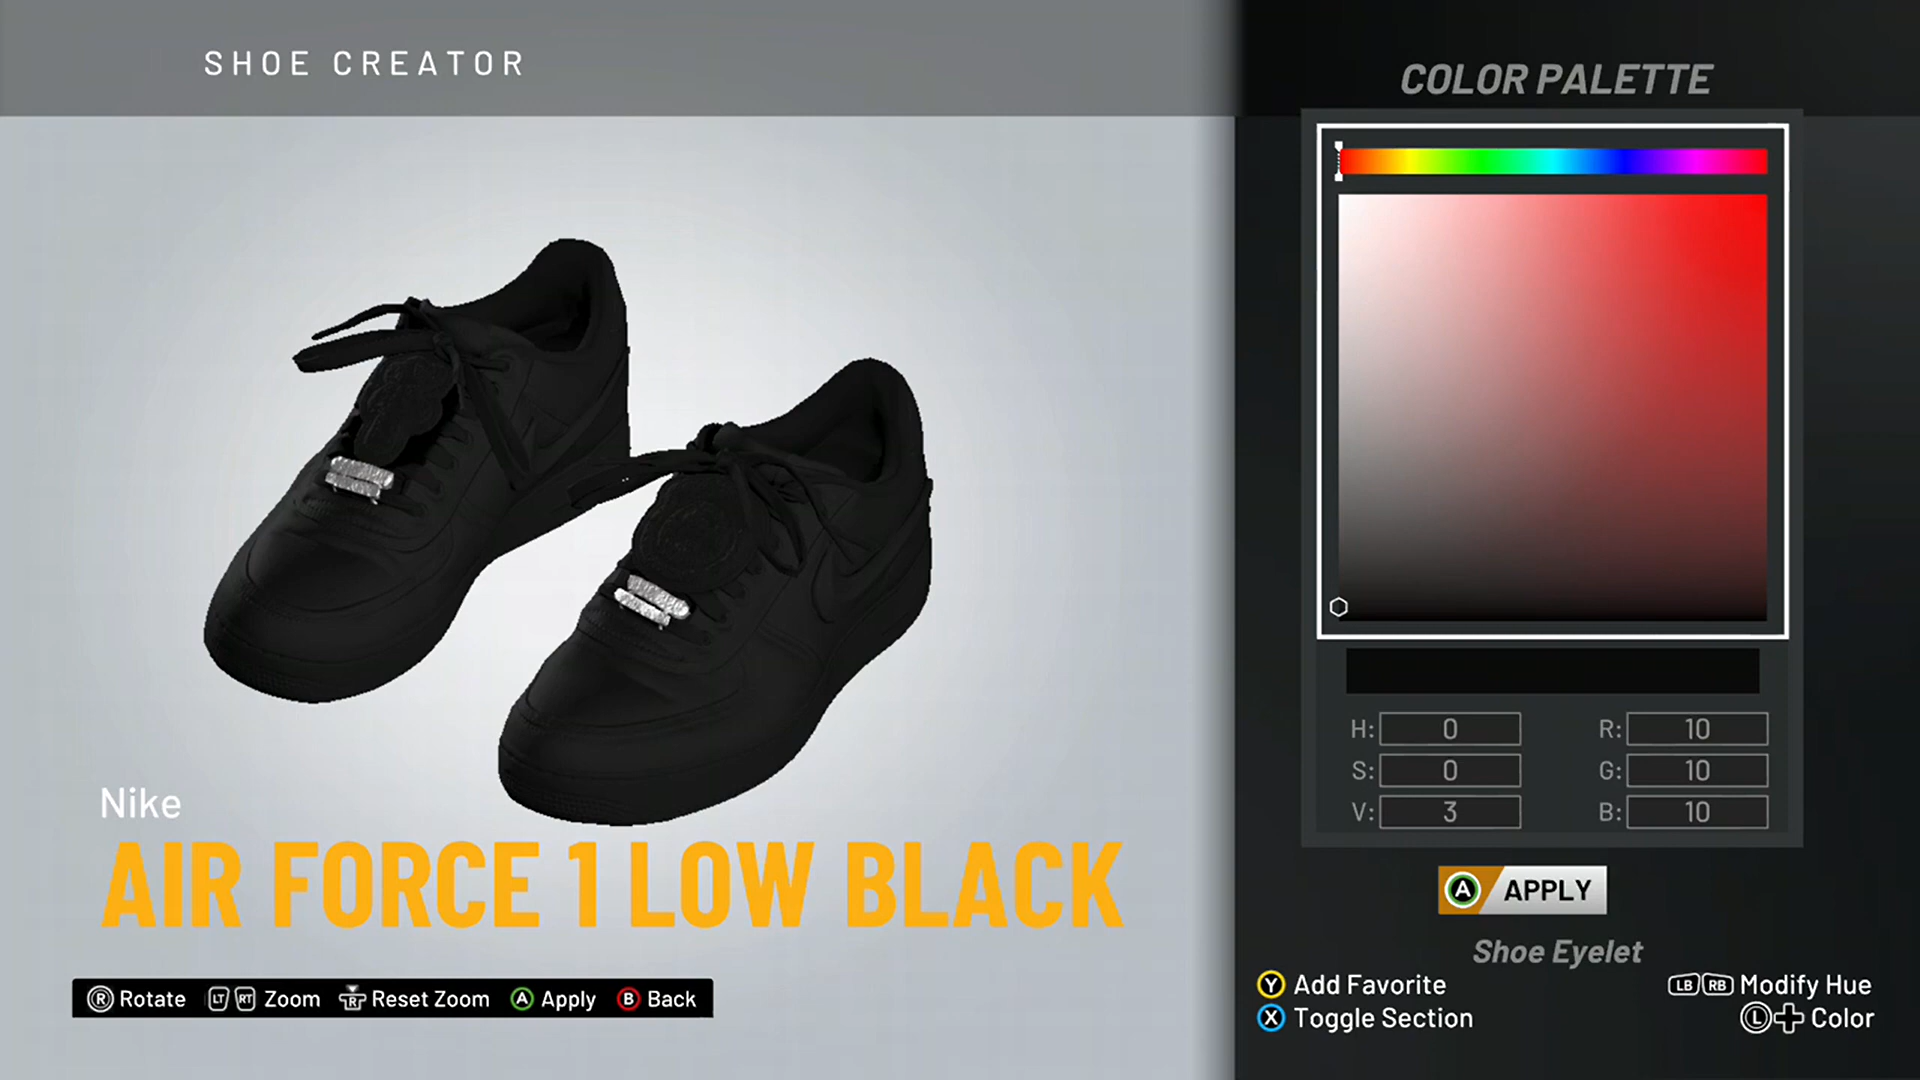 SHOE CREATOR
COLOR PALETTE
Nike
AIR FORCE 1 LOW BLACK
H: 0
R: 10
S: 0
G: 10
V: 3
B: 10
A APPLY
Shoe Eyelet
R Rotate LT RT Zoom R Reset Zoom A Apply B Back
Y Add Favorite
LB RB Modify Hue
X Toggle Section
L Color